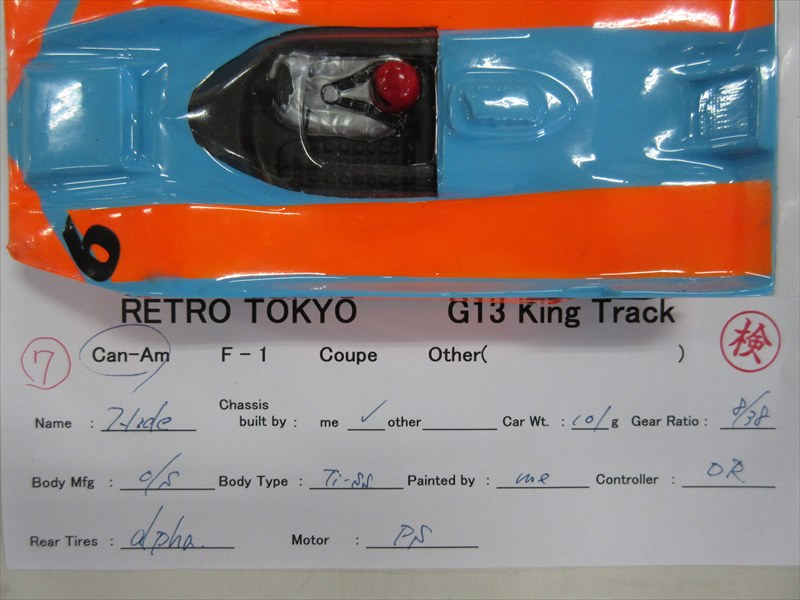 6
RETRO TOKYO G13 King Track
7 Can-Am F-1 Coupe Other( ) 検
Name : Hide Chassis built by : me ✓ other Car Wt. : 101 g Gear Ratio : 8/38
Body Mfg : o/s Body Type : Ti-ss Painted by : me Controller : DR
Rear Tires : alpha. Motor : PS